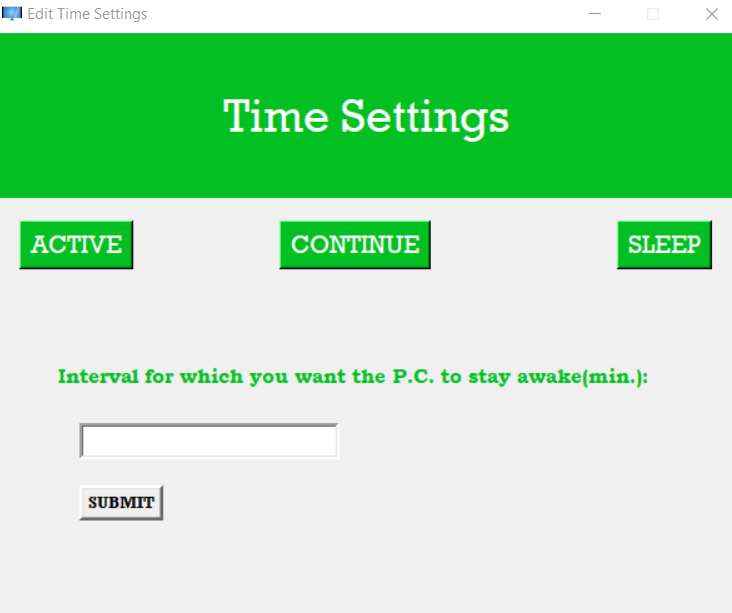 Edit Time Settings
Time Settings
ACTIVE CONTINUE SLEEP
Interval for which you want the P.C. to stay awake(min.):
SUBMIT